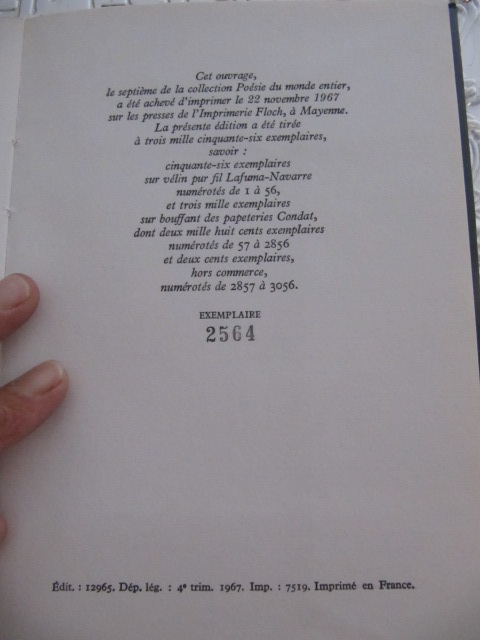 Cet ouvrage,
le septième de la collection Poésie du monde entier,
a été achevé d'imprimer le 22 novembre 1967
sur les presses de l'Imprimerie Floch, à Mayenne.
La présente édition a été tirée
à trois mille cinquante-six exemplaires,
savoir :
cinquante-six exemplaires
sur vélin pur fil Lafuma-Navarre
numérotés de 1 à 56,
et trois mille exemplaires
sur bouffant des papeteries Condat,
dont deux mille huit cents exemplaires
numérotés de 57 à 2856
et deux cents exemplaires,
hors commerce,
numérotés de 2857 à 3056.
EXEMPLAIRE
2564
Édit. : 12965. Dép. lég. : 4e trim. 1967. Imp. : 7519. Imprimé en France.